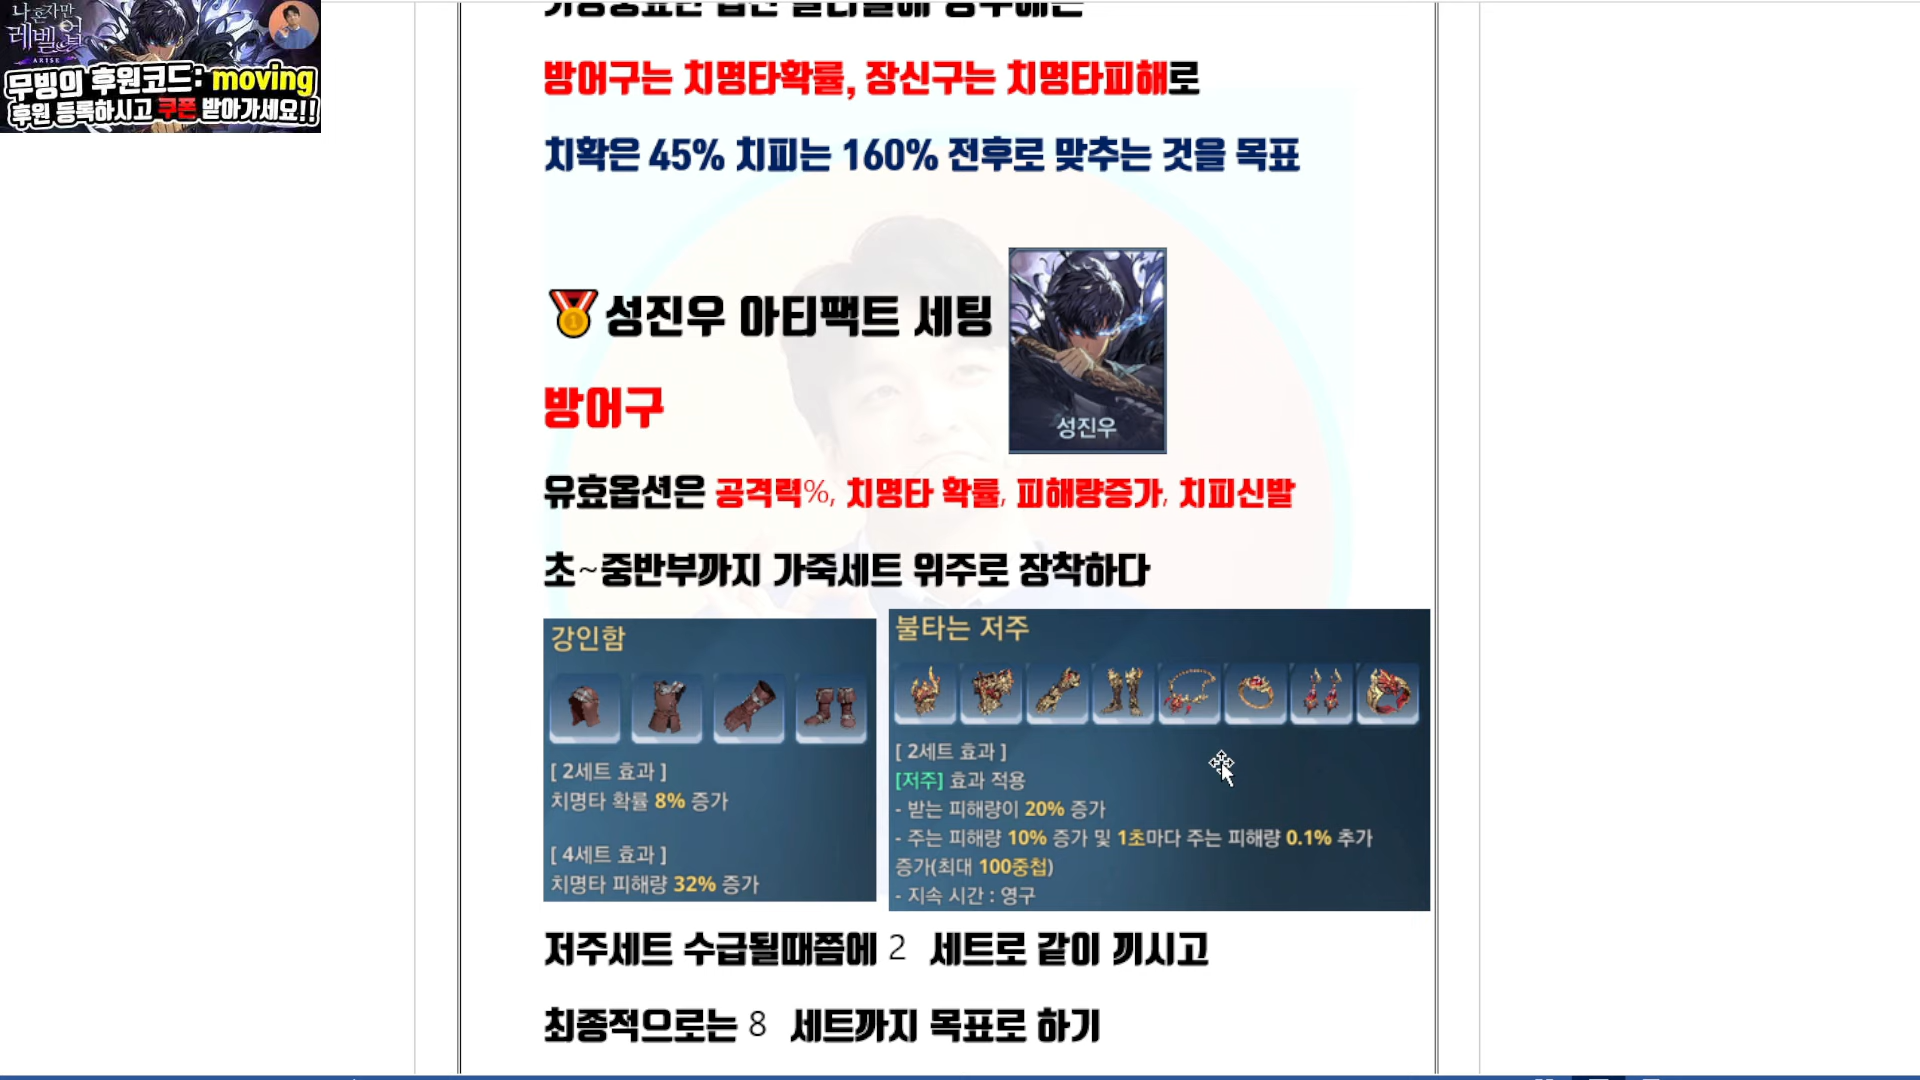 나 혼자만
레벨업
ARISE
무빙의 후원코드: moving
후원 등록하시고 쿠폰 받아가세요!!
방어구는 치명타확률, 장신구는 치명타피해로
치확은 45% 치피는 160% 전후로 맞추는 것을 목표
성진우 아티팩트 세팅
성진우
방어구
유효옵션은 공격력%, 치명타 확률, 피해량증가, 치피신발
초~중반부까지 가죽세트 위주로 장착하다
강인함
[ 2세트 효과 ]
치명타 확률 8% 증가
[ 4세트 효과 ]
치명타 피해량 32% 증가
불타는 저주
[ 2세트 효과 ]
[저주] 효과 적용
- 받는 피해량이 20% 증가
- 주는 피해량 10% 증가 및 1초마다 주는 피해량 0.1% 추가
증가(최대 100중첩)
- 지속 시간 : 영구
저주세트 수급될때쯤에 2 세트로 같이 끼시고
최종적으로는 8 세트까지 목표로 하기